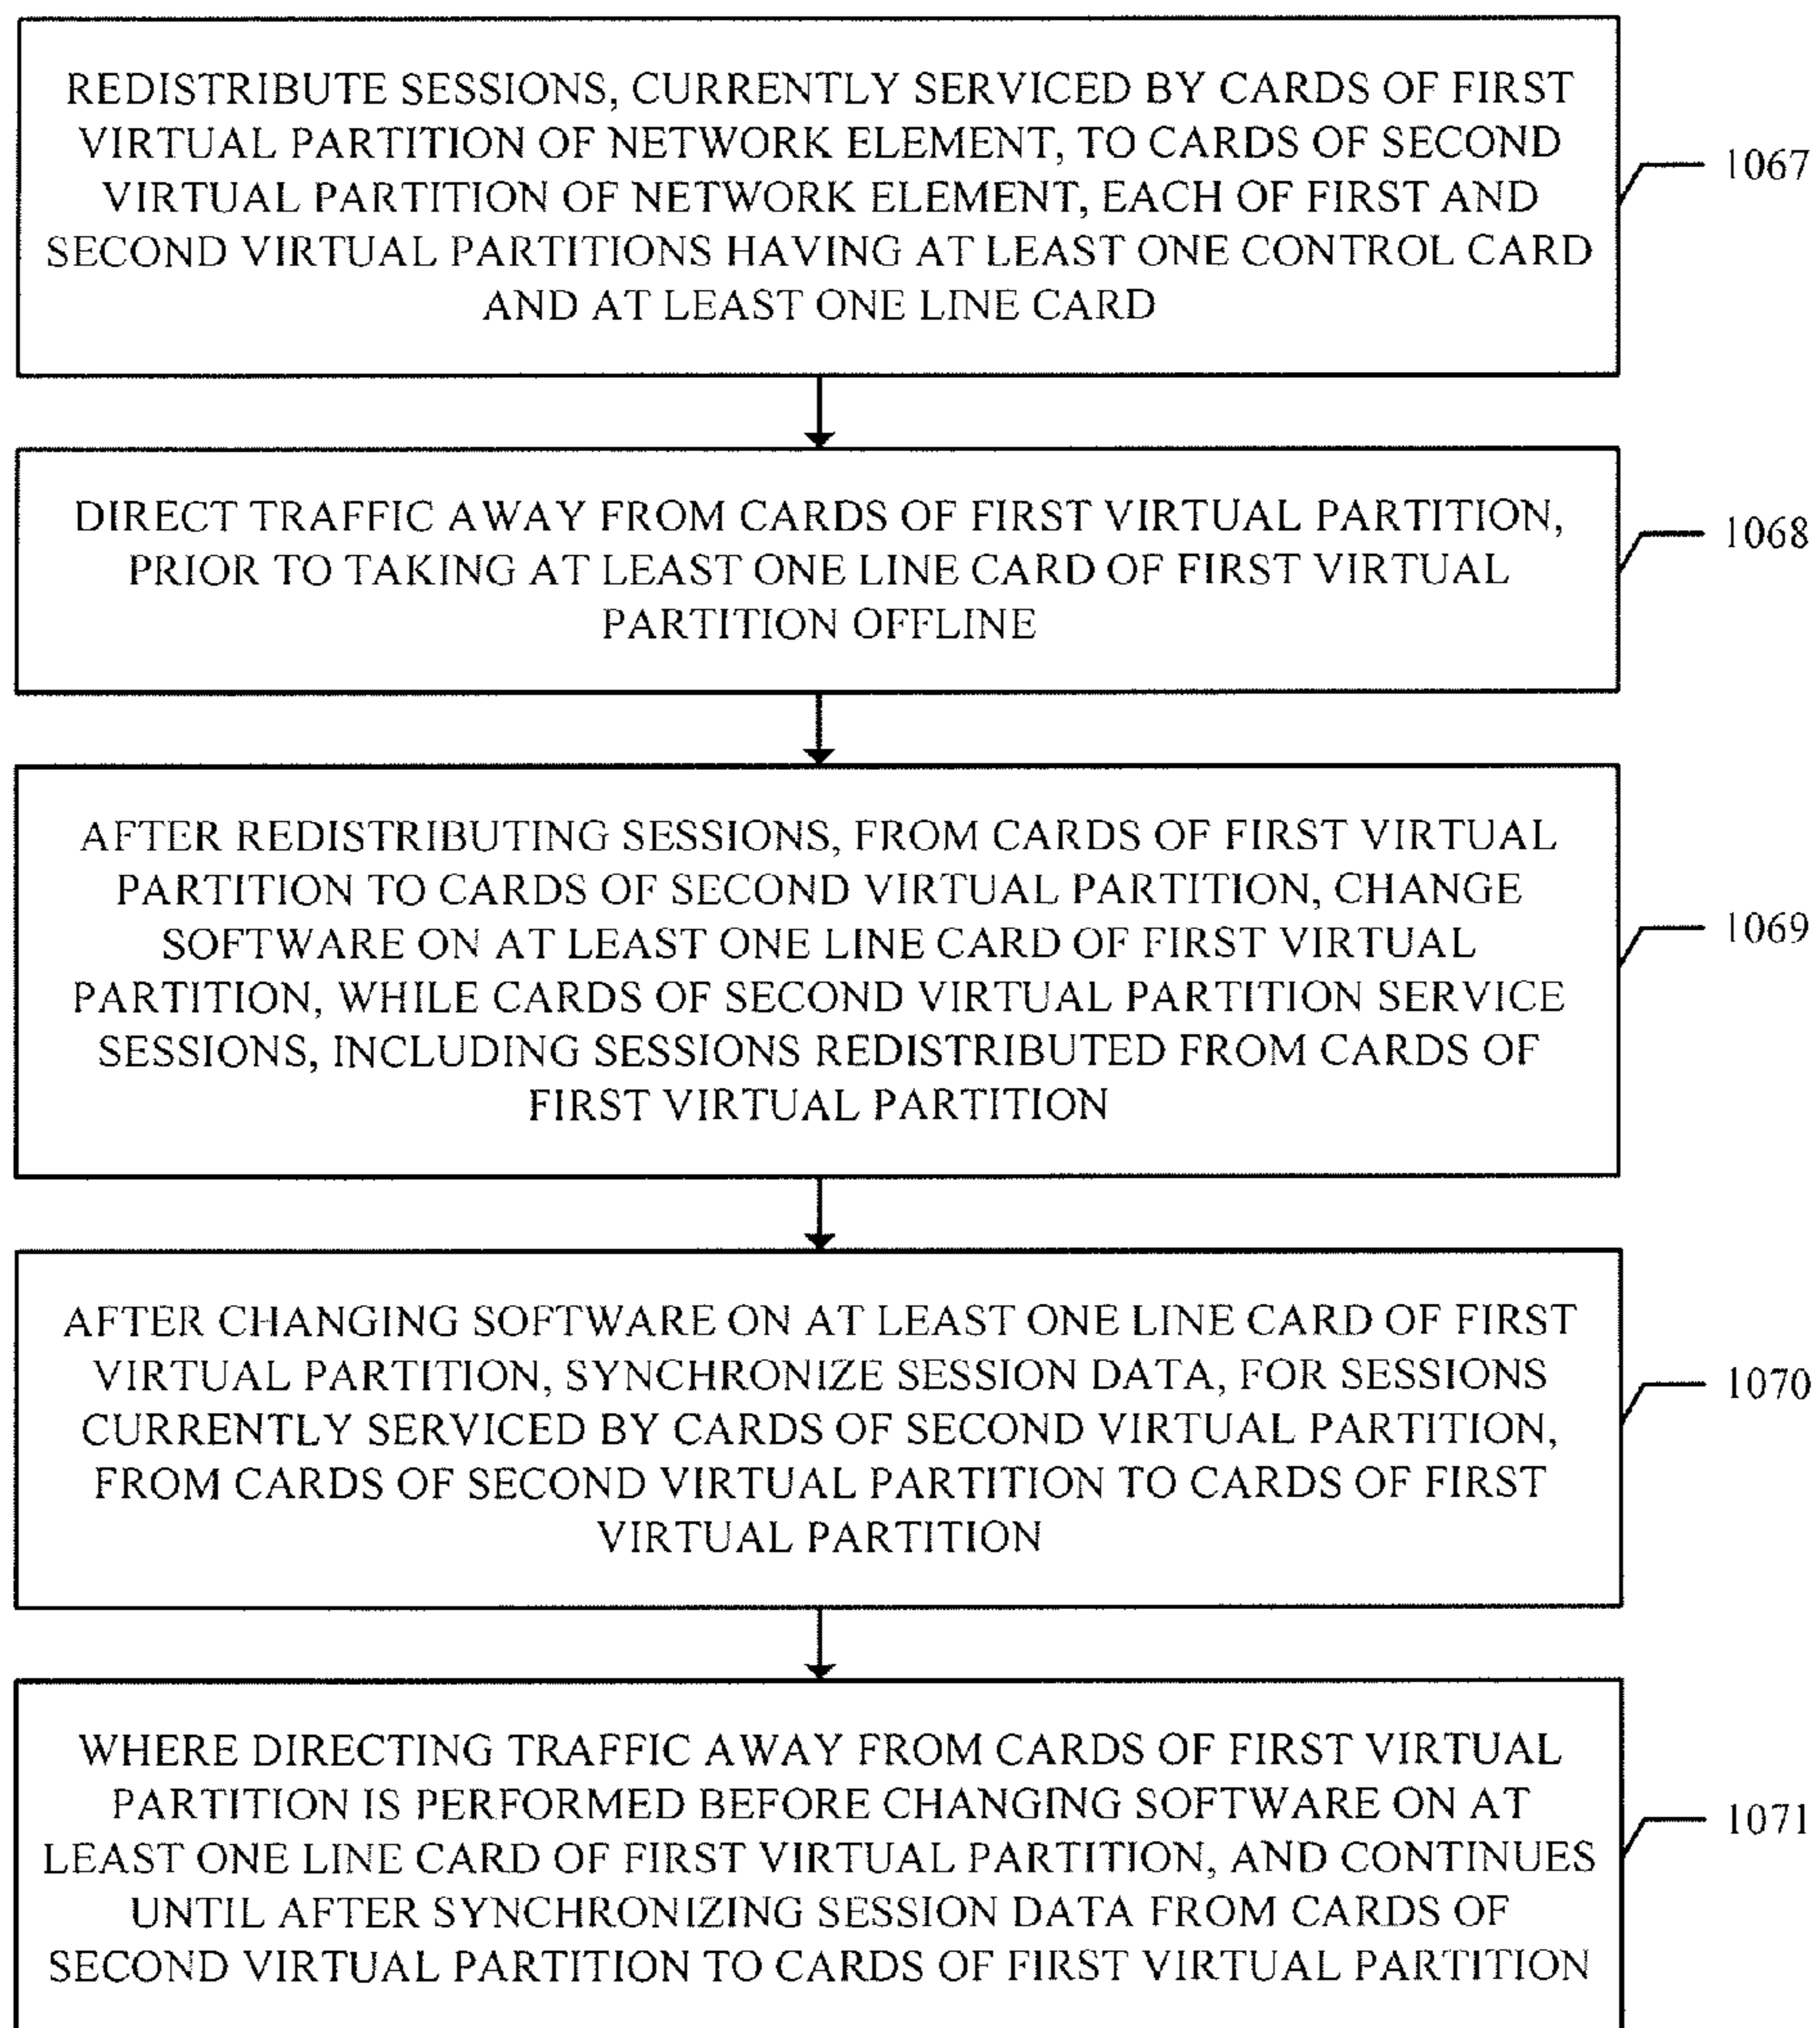 REDISTRIBUTE SESSIONS, CURRENTLY SERVICED BY CARDS OF FIRST
VIRTUAL PARTITION OF NETWORK ELEMENT, TO CARDS OF SECOND
VIRTUAL PARTITION OF NETWORK ELEMENT, EACH OF FIRST AND
SECOND VIRTUAL PARTITIONS HAVING AT LEAST ONE CONTROL CARD
AND AT LEAST ONE LINE CARD
1067
DIRECT TRAFFIC AWAY FROM CARDS OF FIRST VIRTUAL PARTITION,
PRIOR TO TAKING AT LEAST ONE LINE CARD OF FIRST VIRTUAL
PARTITION OFFLINE
1068
AFTER REDISTRIBUTING SESSIONS, FROM CARDS OF FIRST VIRTUAL
PARTITION TO CARDS OF SECOND VIRTUAL PARTITION, CHANGE
SOFTWARE ON AT LEAST ONE LINE CARD OF FIRST VIRTUAL
PARTITION, WHILE CARDS OF SECOND VIRTUAL PARTITION SERVICE
SESSIONS, INCLUDING SESSIONS REDISTRIBUTED FROM CARDS OF
FIRST VIRTUAL PARTITION
1069
AFTER CHANGING SOFTWARE ON AT LEAST ONE LINE CARD OF FIRST
VIRTUAL PARTITION, SYNCHRONIZE SESSION DATA, FOR SESSIONS
CURRENTLY SERVICED BY CARDS OF SECOND VIRTUAL PARTITION,
FROM CARDS OF SECOND VIRTUAL PARTITION TO CARDS OF FIRST
VIRTUAL PARTITION
1070
WHERE DIRECTING TRAFFIC AWAY FROM CARDS OF FIRST VIRTUAL
PARTITION IS PERFORMED BEFORE CHANGING SOFTWARE ON AT
LEAST ONE LINE CARD OF FIRST VIRTUAL PARTITION, AND CONTINUES
UNTIL AFTER SYNCHRONIZING SESSION DATA FROM CARDS OF
SECOND VIRTUAL PARTITION TO CARDS OF FIRST VIRTUAL PARTITION
1071